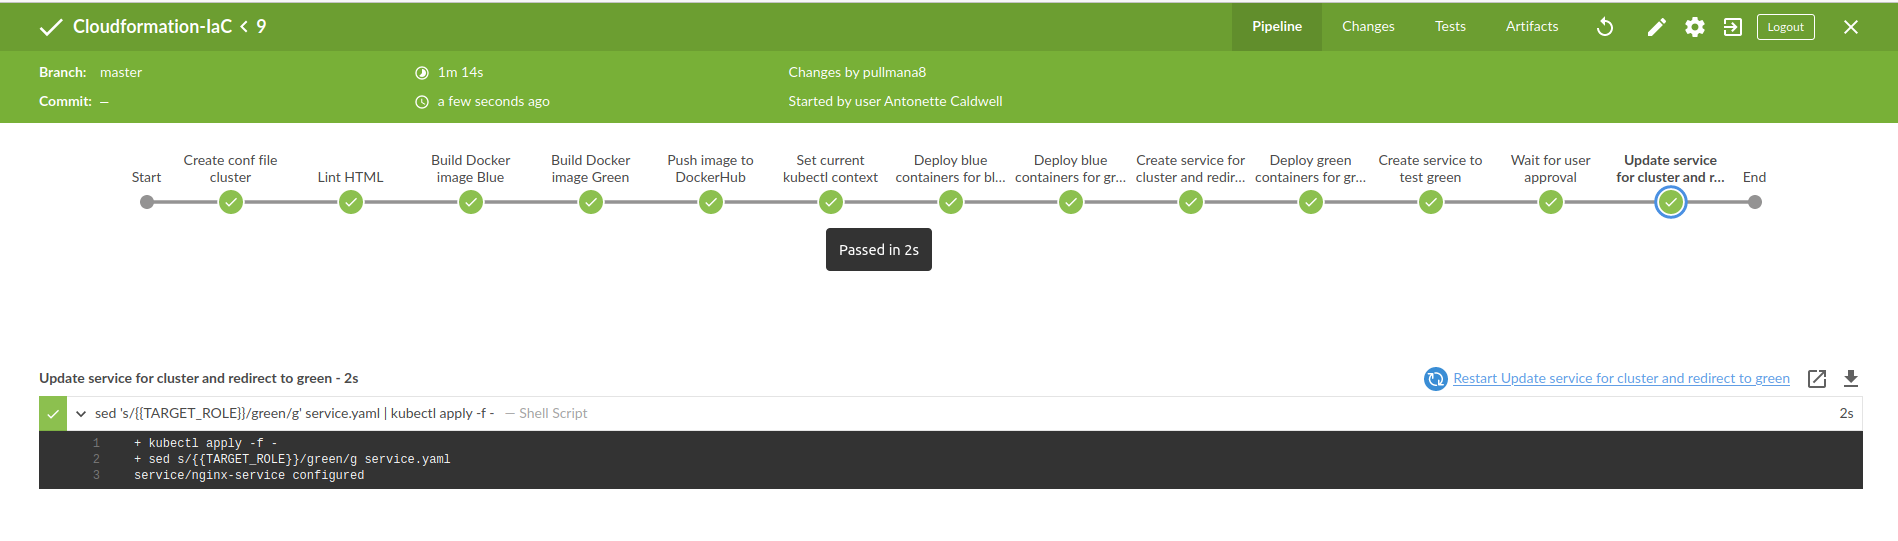 Cloudformation-IaC < 9
Pipeline Changes Tests Artifacts Logout
Branch: master 1m 14s Changes by pullmana8
Commit: — a few seconds ago Started by user Antonette Caldwell
Start
Create conf file
cluster
Lint HTML
Build Docker
image Blue
Build Docker
image Green
Push image to
DockerHub
Set current
kubectl context
Deploy blue
containers for bl...
Deploy blue
containers for gr...
Create service for
cluster and redir...
Deploy green
containers for gr...
Create service to
test green
Wait for user
approval
Update service
for cluster and r...
End
Passed in 2s
Update service for cluster and redirect to green - 2s
Restart Update service for cluster and redirect to green
sed 's/{{TARGET_ROLE}}/green/g' service.yaml | kubectl apply -f - — Shell Script 2s
1 + kubectl apply -f -
2 + sed s/{{TARGET_ROLE}}/green/g service.yaml
3 service/nginx-service configured